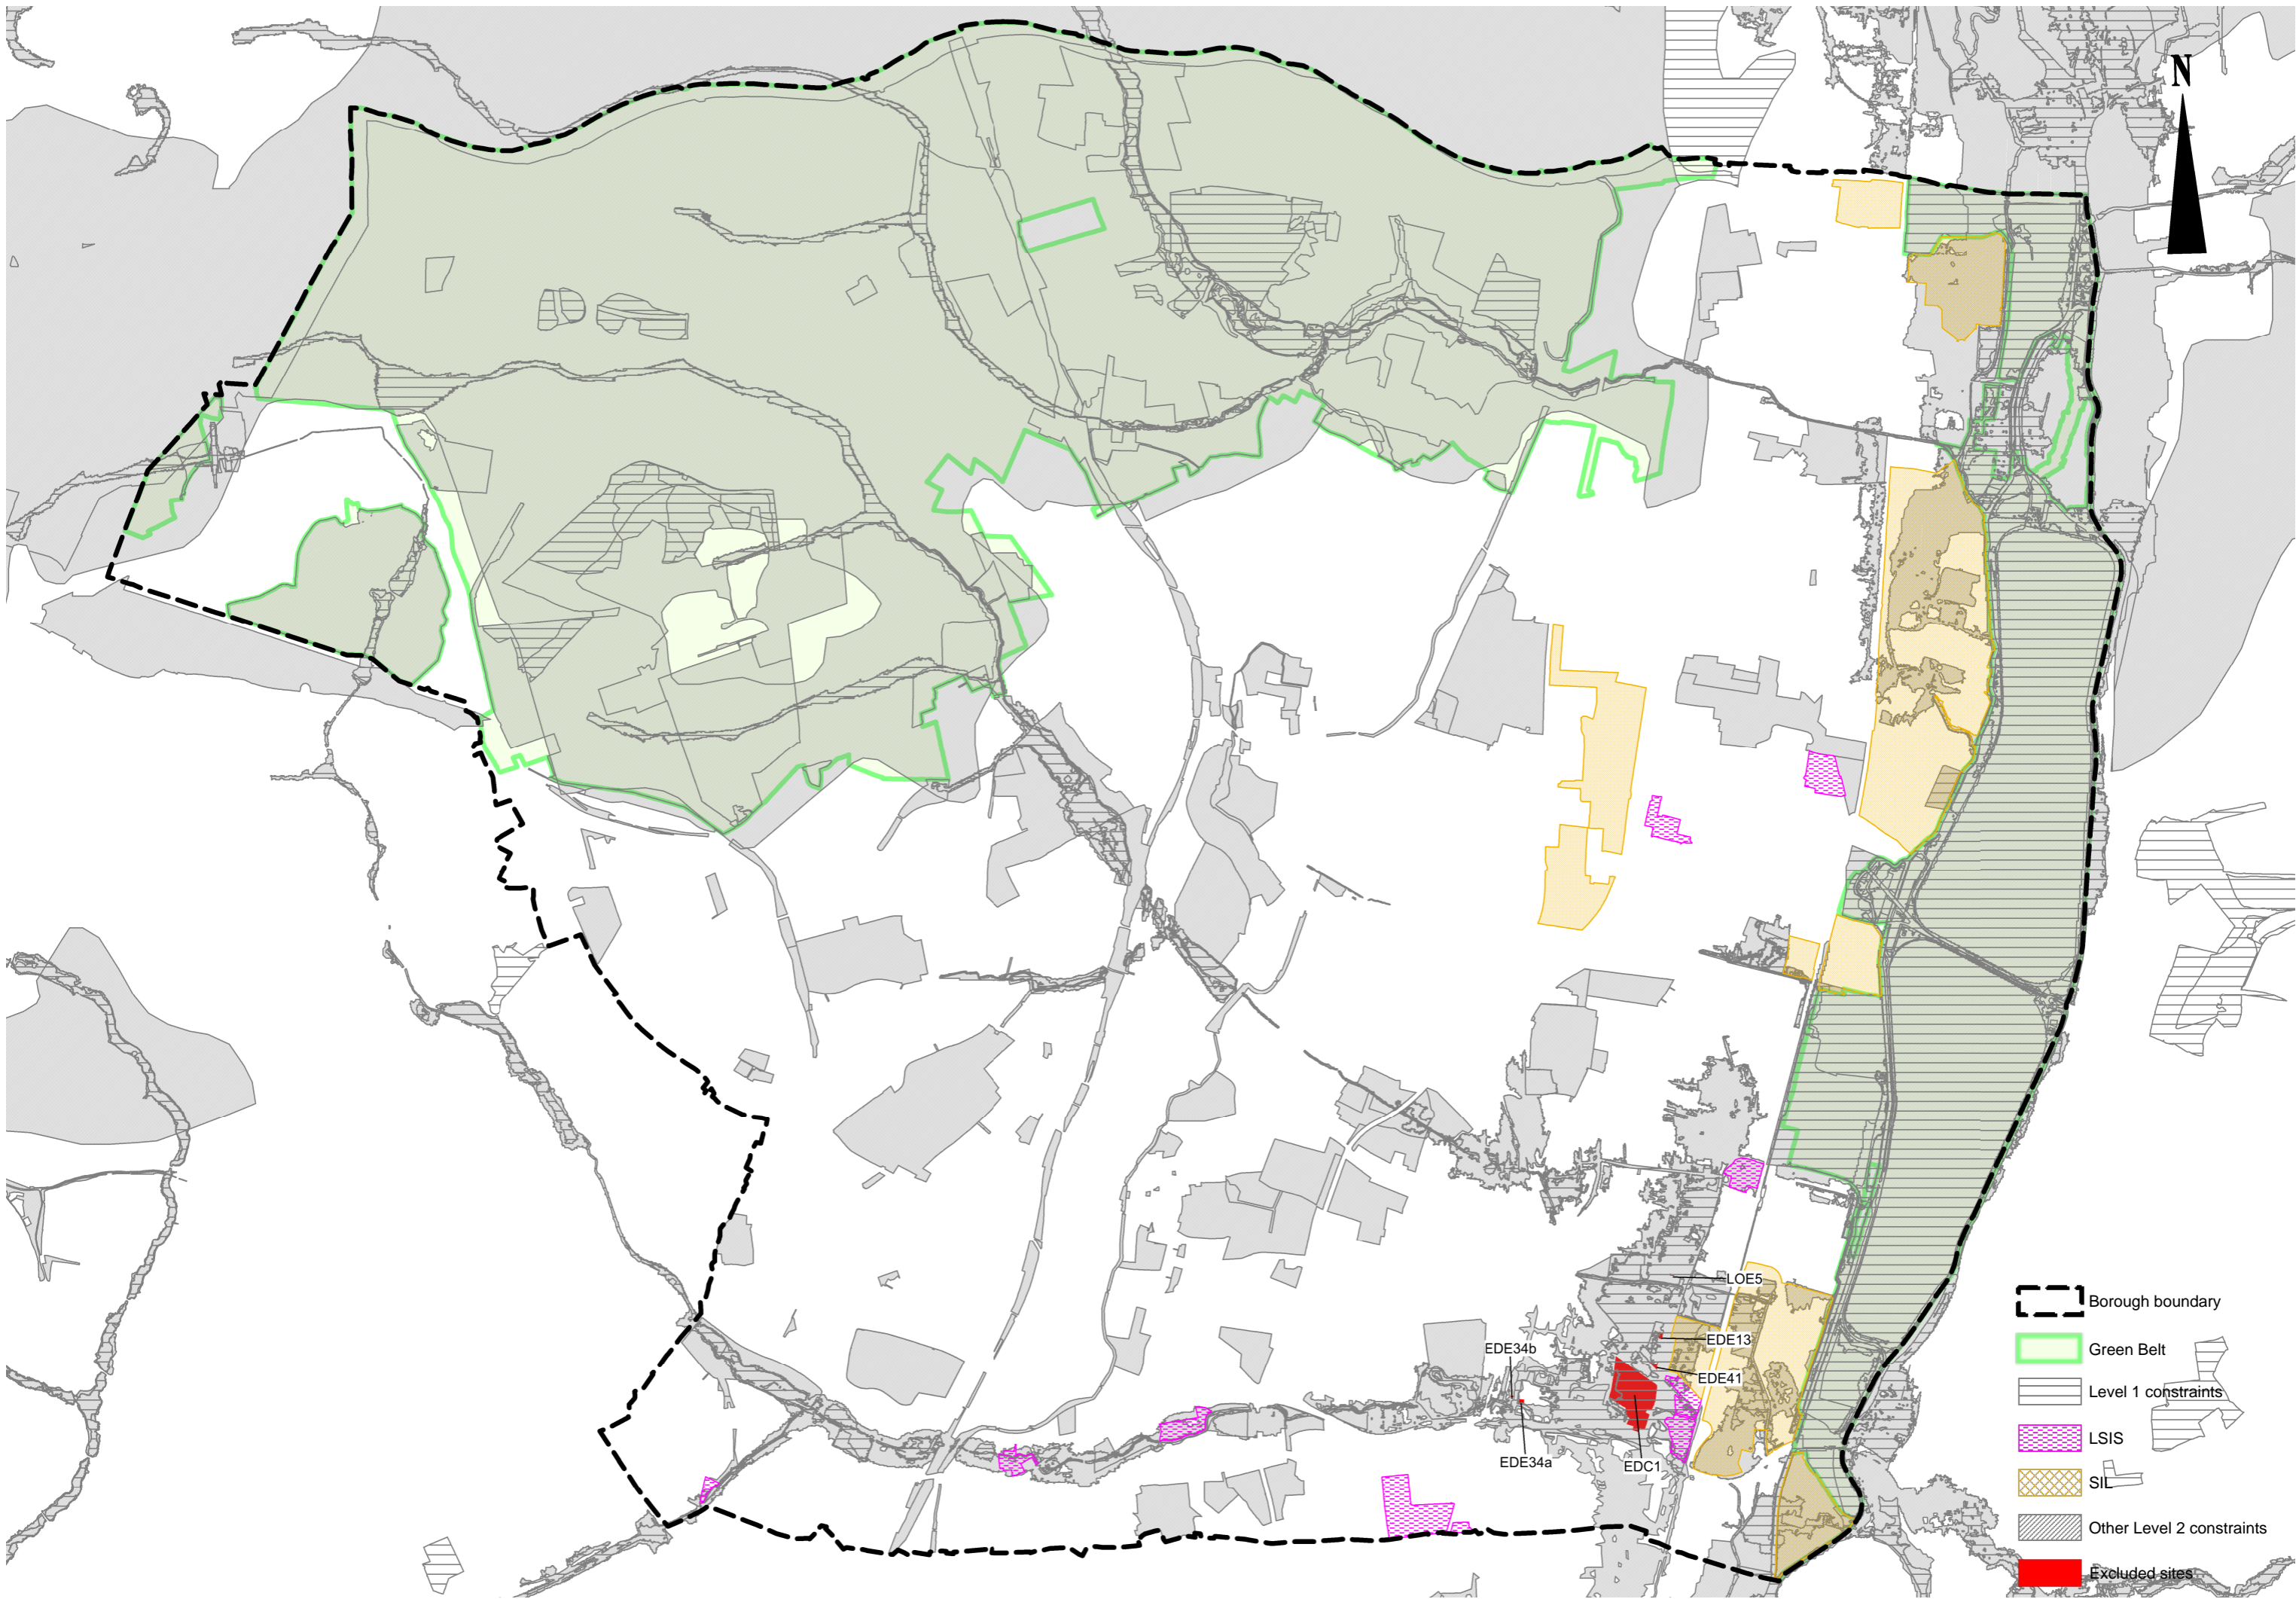 N
LOE5
EDE13
EDE34b
EDE41
EDE34a
EDC1
Borough boundary
Green Belt
Level 1 constraints
LSIS
SIL
Other Level 2 constraints
Excluded sites